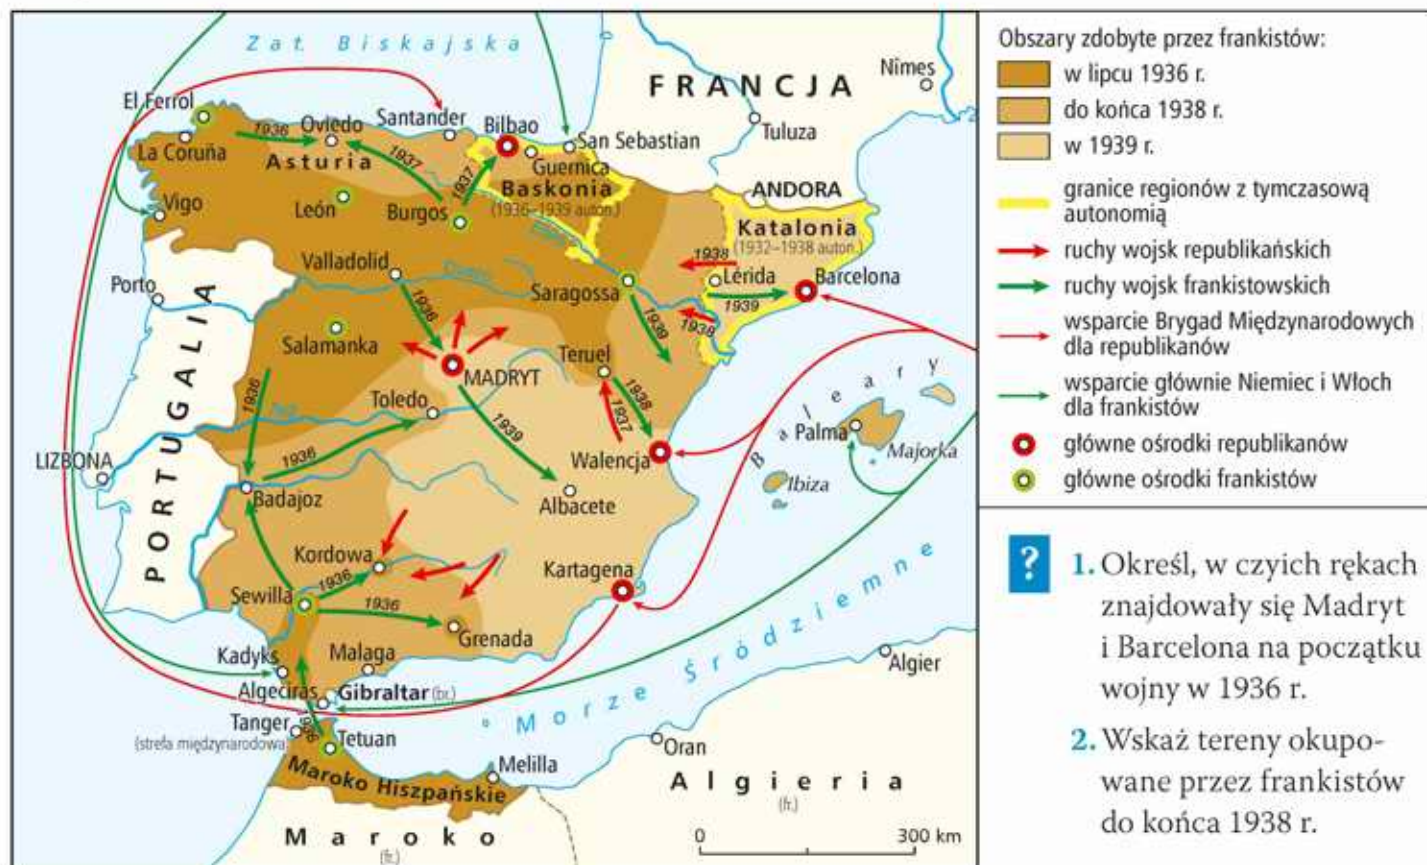 Zat. Biskajska
FRANCJA
Nîmes
Tuluza
El Ferrol
La Coruña
1936
Oviedo
Asturia
Santander
Bilbao
San Sebastian
Guernica
Baskonia
(1936–1939 auton.)
1937
1937
León
Burgos
Vigo
ANDORA
Katalonia
(1932–1938 auton.)
1938
Lérida
Barcelona
1939
1938
Valladolid
Saragossa
1939
Porto
PORTUGALIA
1936
Salamanka
MADRYT
Teruel
1938
1937
1936
Toledo
1939
Walencja
LIZBONA
1936
Badajoz
Albacete
Baleary
Palma
Majorka
Ibiza
Kordowa
1936
Sewilla
1936
Grenada
Kartagena
Kadyks
Malaga
Algeciras
Gibraltar (br.)
Morze Śródziemne
Algier
Tanger
(strefa międzynarodowa)
1936
Tetuan
Melilla
Oran
Maroko Hiszpańskie
Algieria
(fr.)
Maroko
(fr.)
0 300 km
Obszary zdobyte przez frankistów:
w lipcu 1936 r.
do końca 1938 r.
w 1939 r.
granice regionów z tymczasową
autonomią
ruchy wojsk republikańskich
ruchy wojsk frankistowskich
wsparcie Brygad Międzynarodowych
dla republikanów
wsparcie głównie Niemiec i Włoch
dla frankistów
główne ośrodki republikanów
główne ośrodki frankistów
?
1. Określ, w czyich rękach
znajdowały się Madryt
i Barcelona na początku
wojny w 1936 r.
2. Wskaż tereny okupo-
wane przez frankistów
do końca 1938 r.